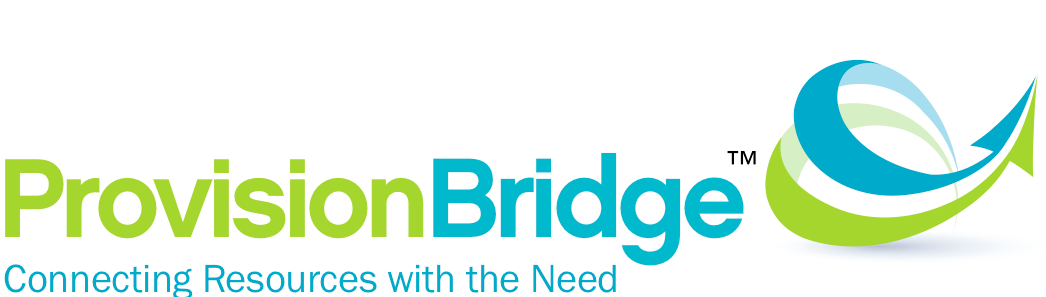 ProvisionBridge™
Connecting Resources with the Need